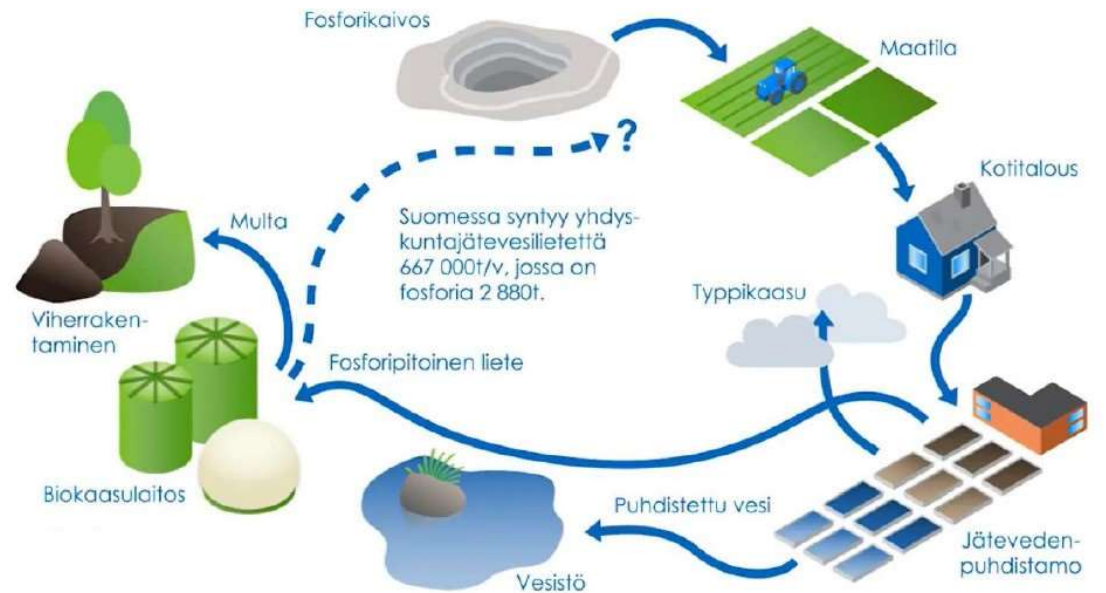 Fosforikaivos
Maatila
?
Kotitalous
Multa
Suomessa syntyy yhdys-
kuntajätevesilietettä
667 000t/v, jossa on
fosforia 2 880t.
Typpikaasu
Viherraken-
taminen
Fosforipitoinen liete
Biokaasulaitos
Puhdistettu vesi
Vesistö
Jäteveden-
puhdistamo